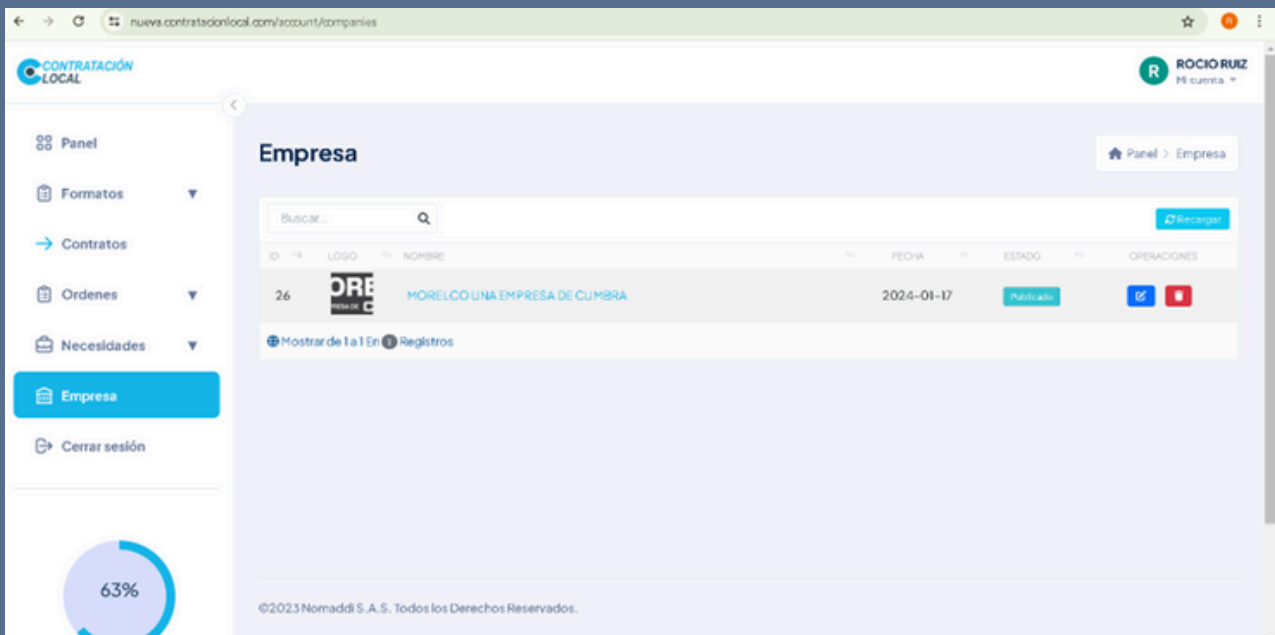 nueva.contratacionlocal.com/account/companies
CONTRATACIÓN
LOCAL
R
ROCIO RUIZ
Mi cuenta
Panel
Formatos
Contratos
Ordenes
Necesidades
Empresa
Cerrar sesión
63%
Empresa
Panel > Empresa
Buscar...
Recargar
ID LOGO NOMBRE FECHA ESTADO OPERACIONES
26 MORELCO UNA EMPRESA DE CUMBRA 2024-01-17 Publicado
Mostrar de 1 a 1 En 1 Registros
©2023 Nomaddi S.A.S. Todos los Derechos Reservados.